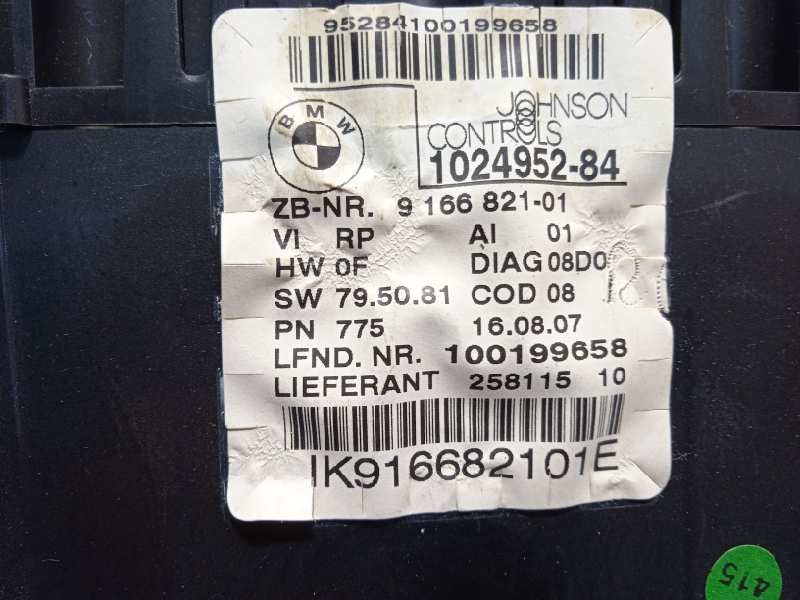 95284100199658
BMW
JOHNSON
CONTROLS
1024952-84
ZB-NR. 9 166 821-01
VI RP AI 01
HW 0F DIAG 08D0
SW 79.50.81 COD 08
PN 775 16.08.07
LFND. NR. 100199658
LIEFERANT 258115 10
IK916682101E
415